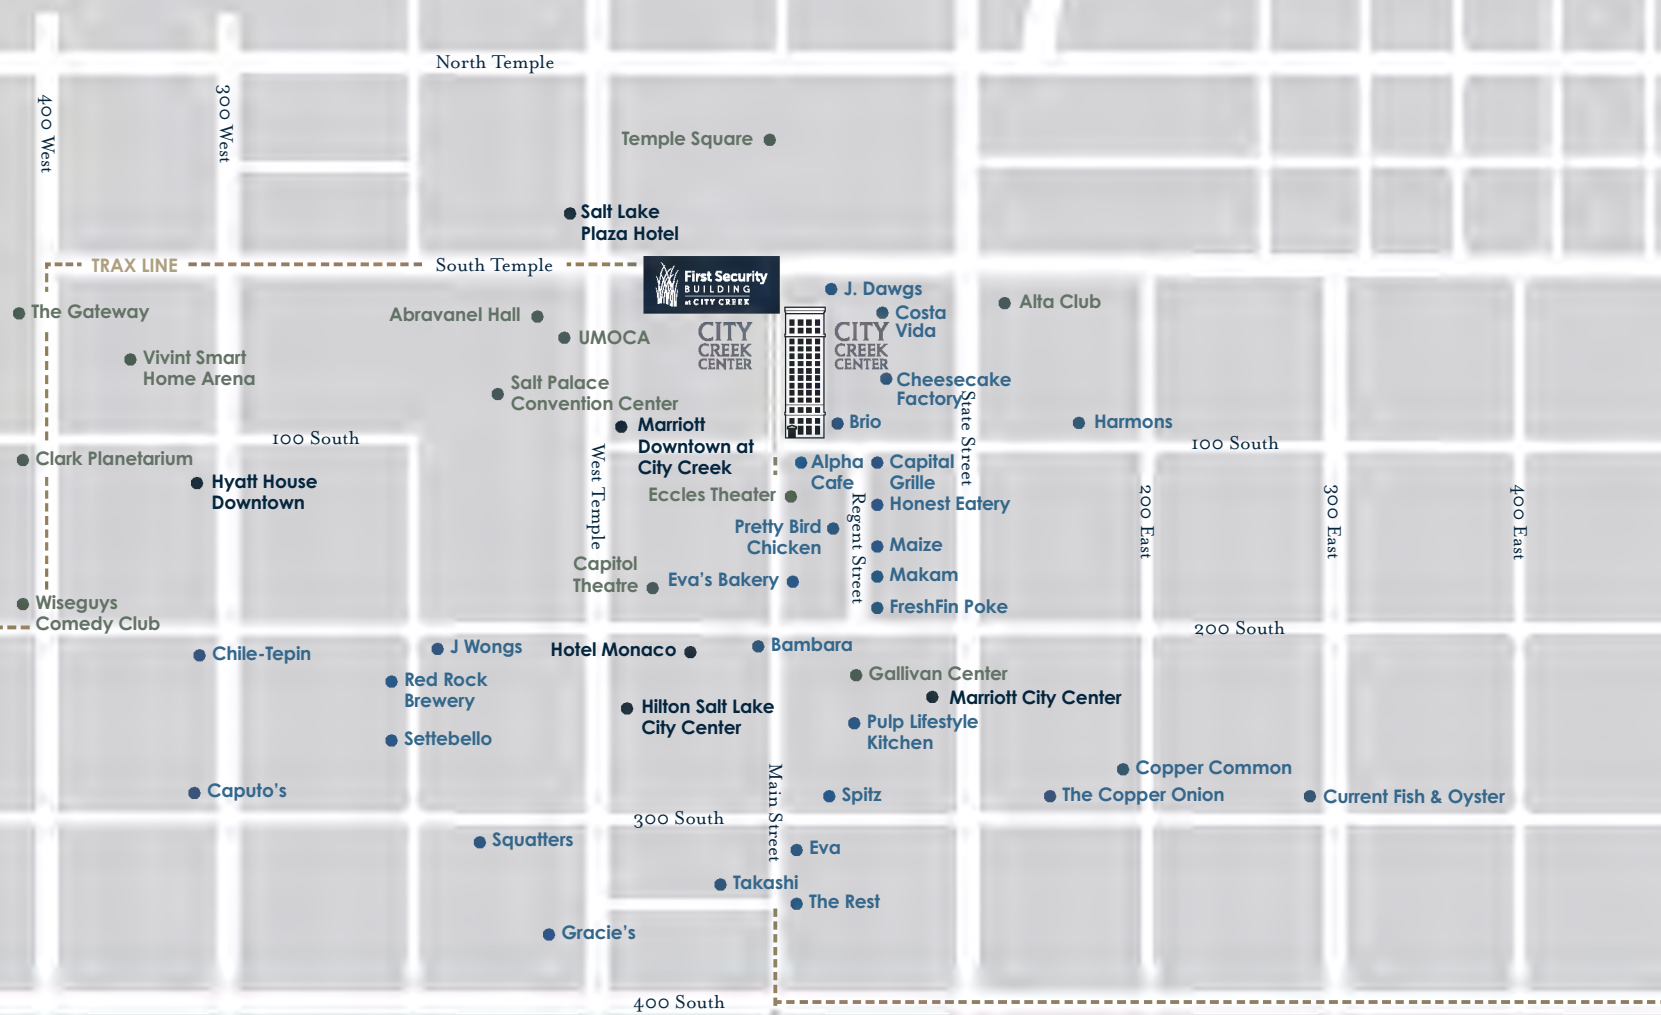 North Temple
400 West
300 West
Temple Square
Salt Lake
Plaza Hotel
TRAX LINE
South Temple
First Security
BUILDING
at CITY CREEK
J. Dawgs
The Gateway
Abravanel Hall
UMOCA
CITY
CREEK
CENTER
CITY
CREEK
CENTER
Costa
Vida
Alta Club
Vivint Smart
Home Arena
Salt Palace
Convention Center
Cheesecake
Factory
State Street
Marriott
Downtown at
City Creek
Brio
Harmons
100 South
100 South
Clark Planetarium
Hyatt House
Downtown
West Temple
Alpha
Cafe
Capital
Grille
Eccles Theater
Honest Eatery
Regent Street
200 East
300 East
400 East
Pretty Bird
Chicken
Maize
Capitol
Theatre
Eva's Bakery
Makam
Wiseguys
Comedy Club
FreshFin Poke
200 South
Chile-Tepin
J Wongs
Hotel Monaco
Bambara
Red Rock
Brewery
Gallivan Center
Marriott City Center
Hilton Salt Lake
City Center
Pulp Lifestyle
Kitchen
Settebello
Main Street
Copper Common
Caputo's
Spitz
The Copper Onion
Current Fish & Oyster
300 South
Squatters
Eva
Takashi
The Rest
Gracie's
400 South